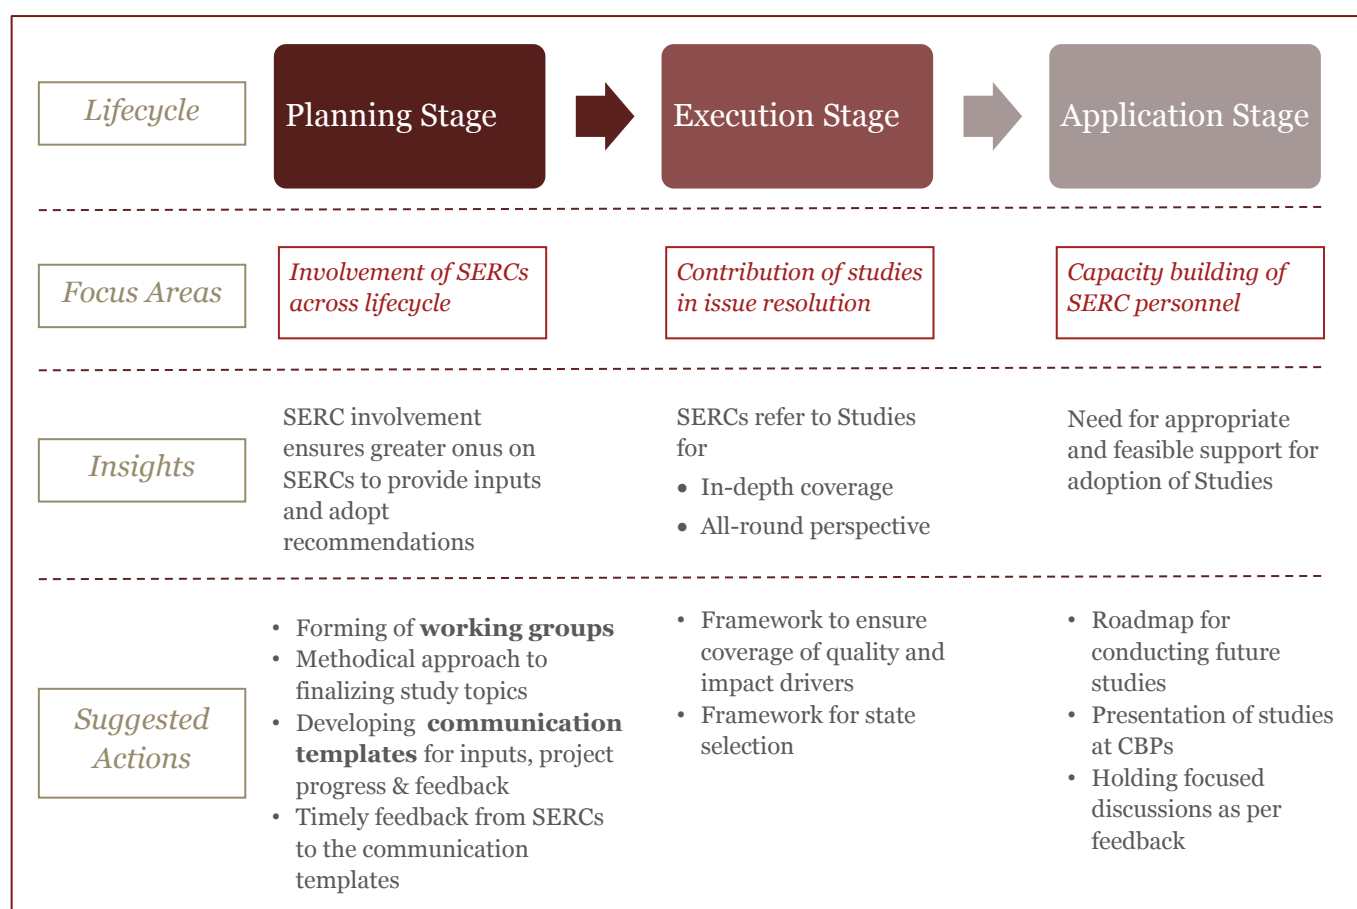 Lifecycle
Planning Stage
Execution Stage
Application Stage
Focus Areas
Involvement of SERCs
across lifecycle
Contribution of studies
in issue resolution
Capacity building of
SERC personnel
Insights
SERC involvement
ensures greater onus on
SERCs to provide inputs
and adopt
recommendations
SERCs refer to Studies
for
• In-depth coverage
• All-round perspective
Need for appropriate
and feasible support for
adoption of Studies
Suggested
Actions
• Forming of working groups
• Methodical approach to
finalizing study topics
• Developing communication
templates for inputs, project
progress & feedback
• Timely feedback from SERCs
to the communication
templates
• Framework to ensure
coverage of quality and
impact drivers
• Framework for state
selection
• Roadmap for
conducting future
studies
• Presentation of studies
at CBPs
• Holding focused
discussions as per
feedback